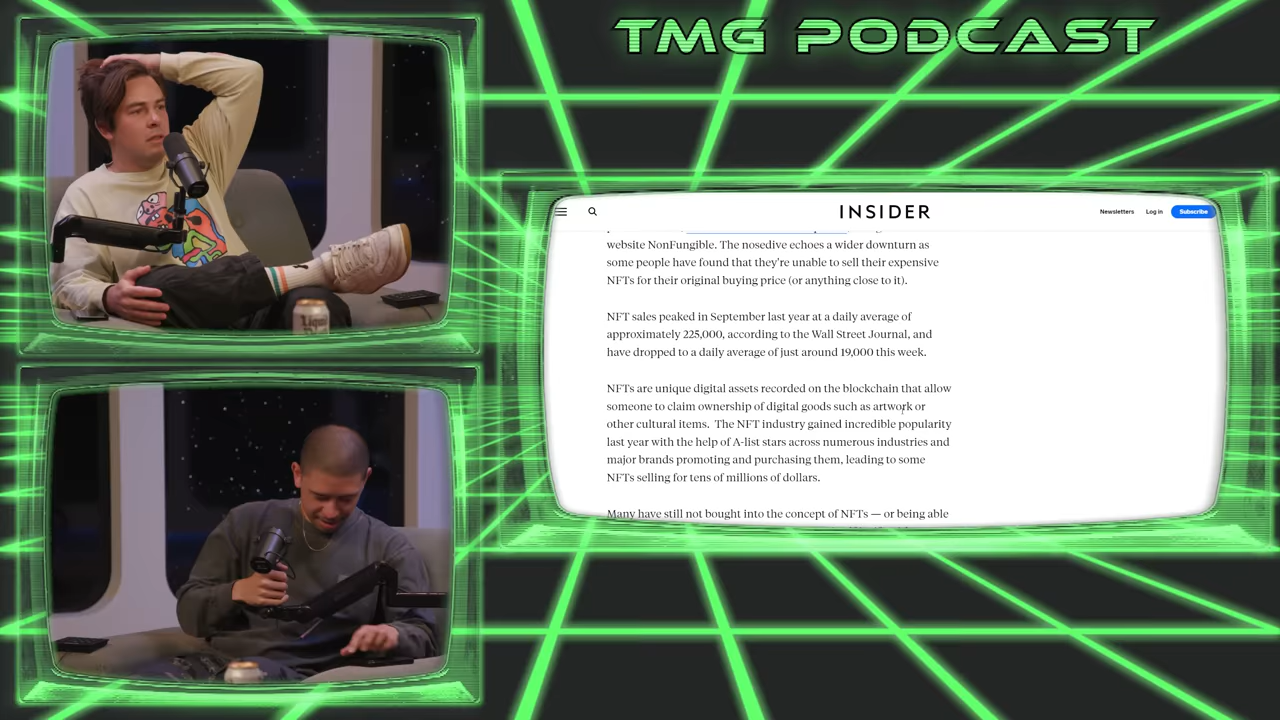 TMG PODCAST
INSIDER
Newsletters Log in Subscribe
website NonFungible. The nosedive echoes a wider downturn as
some people have found that they're unable to sell their expensive
NFTs for their original buying price (or anything close to it).
NFT sales peaked in September last year at a daily average of
approximately 225,000, according to the Wall Street Journal, and
have dropped to a daily average of just around 19,000 this week.
NFTs are unique digital assets recorded on the blockchain that allow
someone to claim ownership of digital goods such as artwork or
other cultural items. The NFT industry gained incredible popularity
last year with the help of A-list stars across numerous industries and
major brands promoting and purchasing them, leading to some
NFTs selling for tens of millions of dollars.
Many have still not bought into the concept of NFTs — or being able